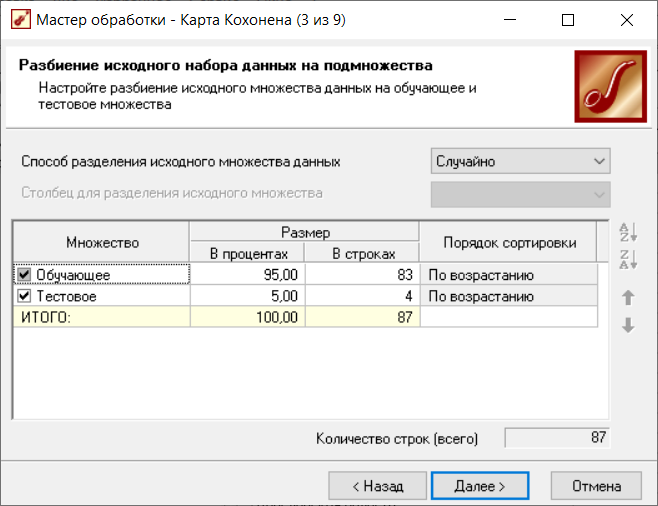 Мастер обработки - Карта Кохонена (3 из 9)
Разбиение исходного набора данных на подмножества
Настройте разбиение исходного множества данных на обучающее и
тестовое множества
Способ разделения исходного множества данных Случайно
Столбец для разделения исходного множества
Множество Размер Порядок сортировки
В процентах В строках
Обучающее 95,00 83 По возрастанию
Тестовое 5,00 4 По возрастанию
ИТОГО: 100,00 87
Количество строк (всего) 87
< Назад Далее > Отмена